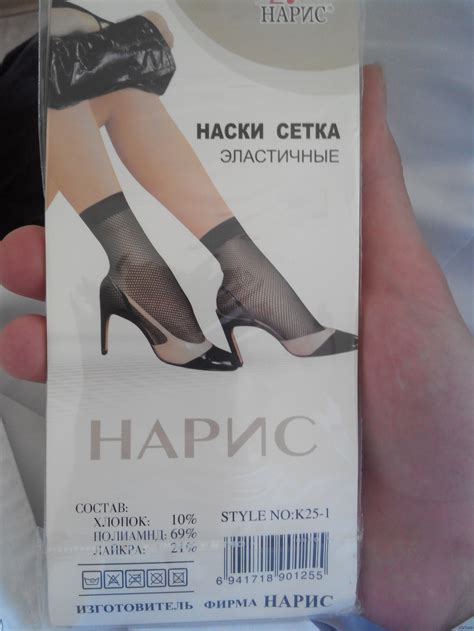 НАРИС
НАСКИ СЕТКА
ЭЛАСТИЧНЫЕ
НАРИС
СОСТАВ:
ХЛОПОК: 10%
ПОЛИАМНД: 69%
ЛАЙКРА: 21%
STYLE NO:K25-1
6 941718 901255
ИЗГОТОВИТЕЛЬ ФИРМА НАРИС